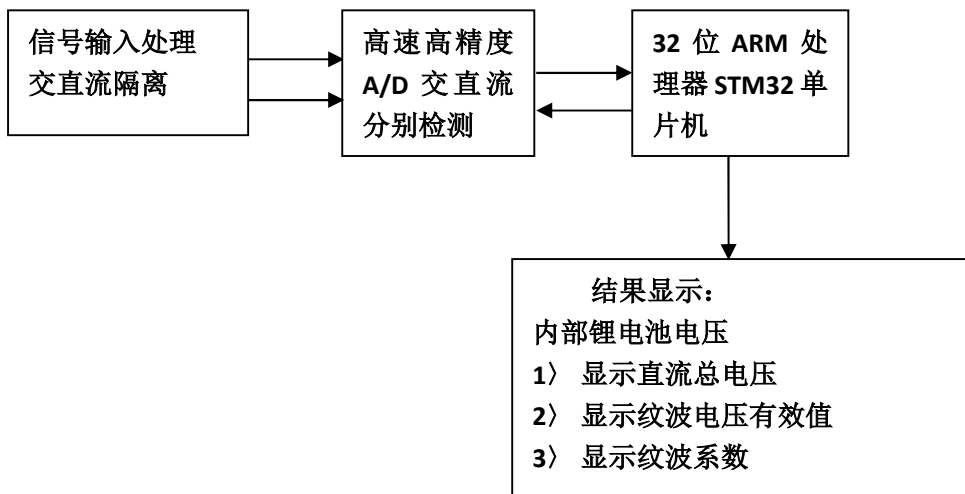 信号输入处理
交直流隔离
高速高精度
A/D 交直流
分别检测
32 位 ARM 处
理器 STM32 单
片机
结果显示：
内部锂电池电压
1〉 显示直流总电压
2〉 显示纹波电压有效值
3〉 显示纹波系数